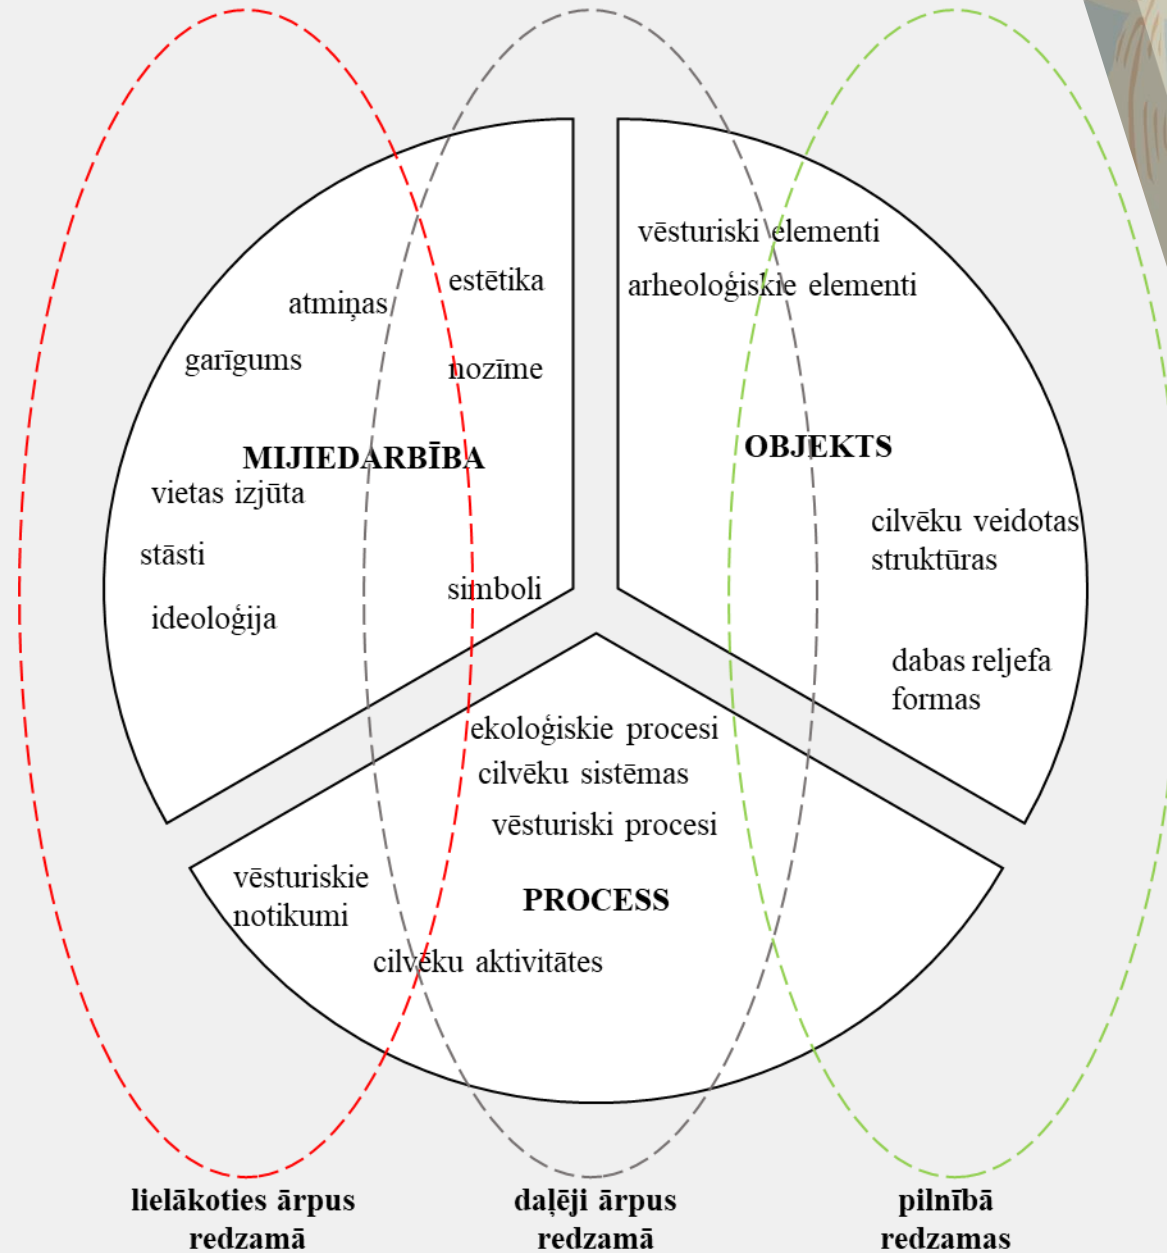 estētika
atmiņas
garīgums
nozīme
MIJIEDARBĪBA
vietas izjūta
stāsti
ideoloģija
simboli
vēsturiski elementi
arheoloģiskie elementi
OBJEKTS
cilvēku veidotas
struktūras
dabas reljefa
formas
ekoloģiskie procesi
cilvēku sistēmas
vēsturiski procesi
vēsturiskie
notikumi
PROCESS
cilvēku aktivitātes
lielākoties ārpus
redzamā
daļēji ārpus
redzamā
pilnībā
redzamas